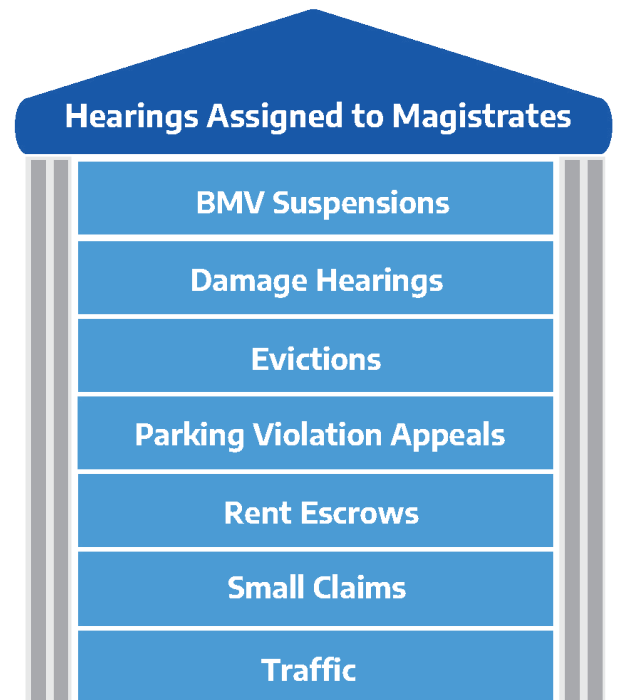 Hearings Assigned to Magistrates
BMV Suspensions
Damage Hearings
Evictions
Parking Violation Appeals
Rent Escrows
Small Claims
Traffic